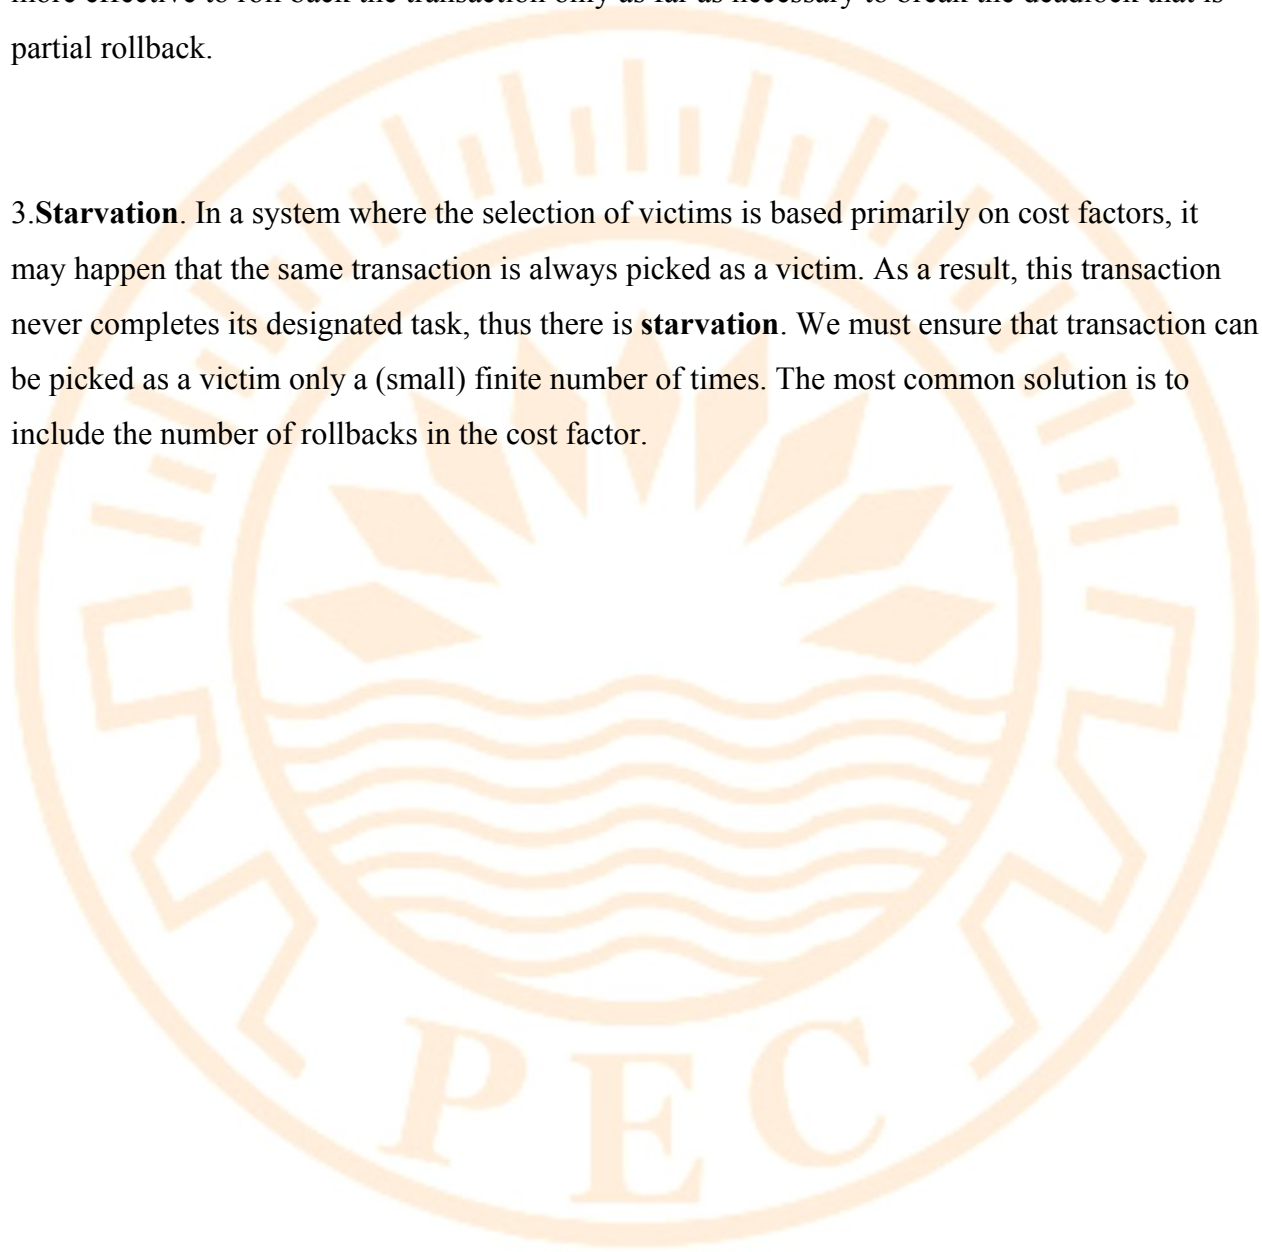 more effective to roll back the transaction only as far as necessary to break the deadlock that is
partial rollback.
3.Starvation. In a system where the selection of victims is based primarily on cost factors, it
may happen that the same transaction is always picked as a victim. As a result, this transaction
never completes its designated task, thus there is starvation. We must ensure that transaction can
be picked as a victim only a (small) finite number of times. The most common solution is to
include the number of rollbacks in the cost factor.
PEC